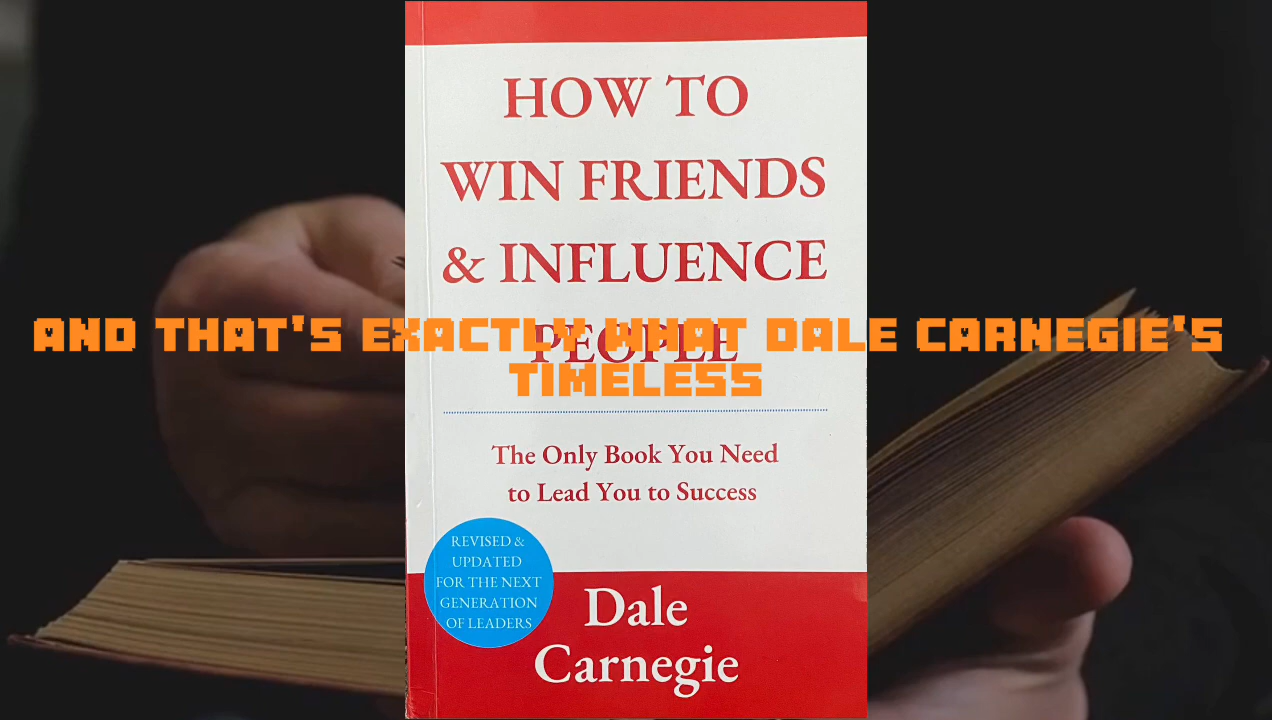 HOW TO
WIN FRIENDS
& INFLUENCE
PEOPLE
AND THAT'S EXACTLY WHAT DALE CARNEGIE'S
TIMELESS
The Only Book You Need
to Lead You to Success
REVISED &
UPDATED
FOR THE NEXT
GENERATION
OF LEADERS
Dale
Carnegie